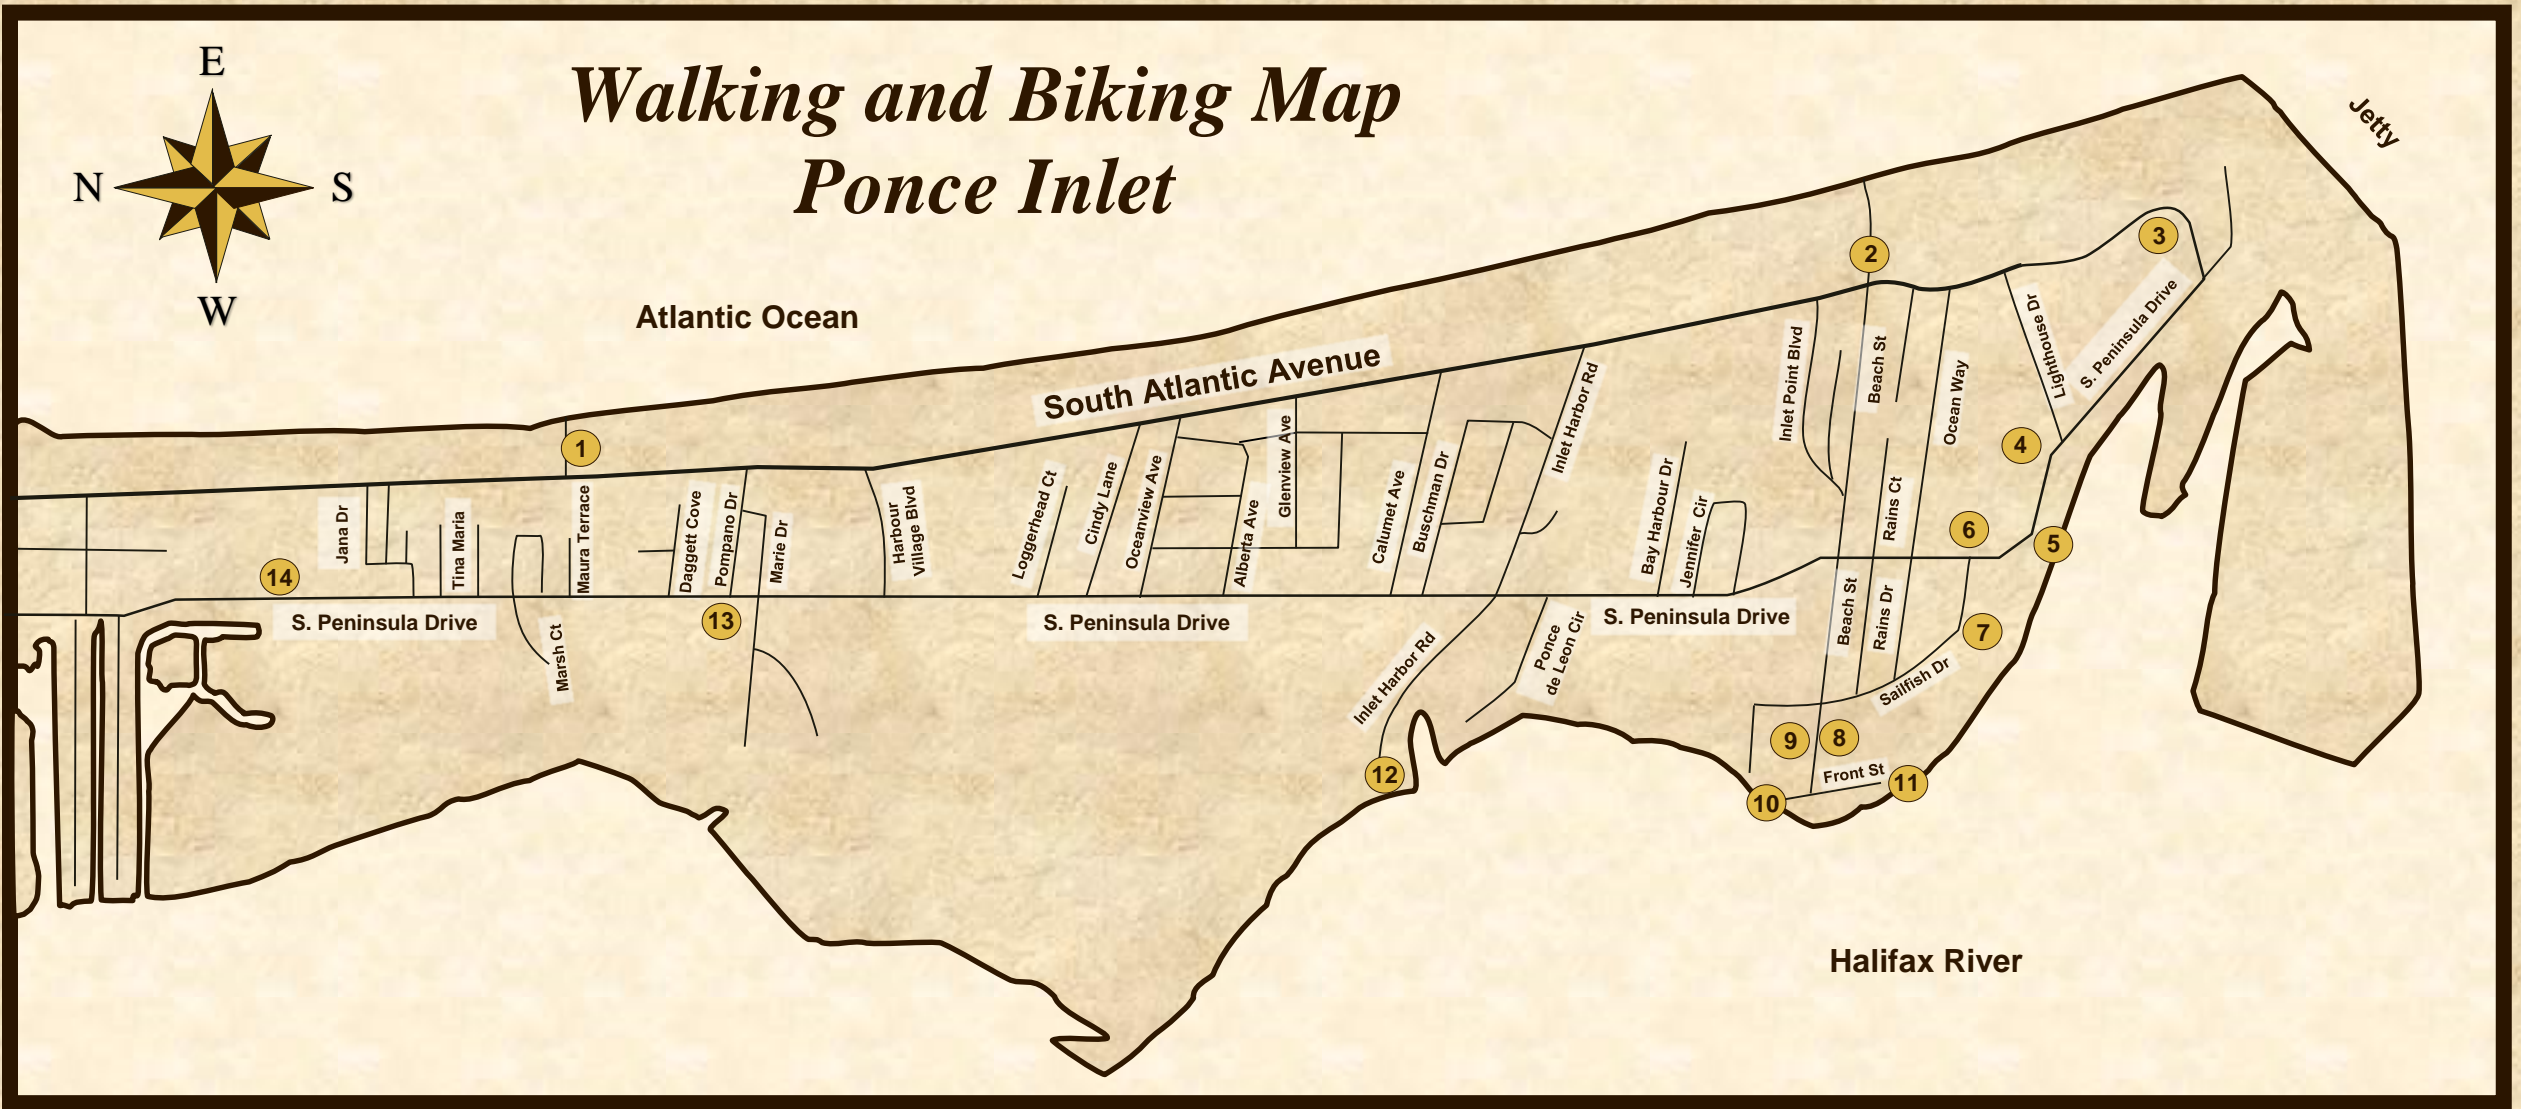 E
N
S
W
Walking and Biking Map
Ponce Inlet
Jetty
Atlantic Ocean
South Atlantic Avenue
1
2
3
4
5
6
7
8
9
10
11
12
13
14
Jana Dr
Tina Maria
Maura Terrace
Marsh Ct
Daggett Cove
Pompano Dr
Marie Dr
Harbour
Village Blvd
Loggerhead Ct
Cindy Lane
Oceanview Ave
Alberta Ave
Glenview Ave
Calumet Ave
Buschman Dr
Inlet Harbor Rd
Bay Harbour Dr
Jennifer Cir
Inlet Point Blvd
Beach St
Rains Ct
Ocean Way
Lighthouse Dr
S. Peninsula Drive
S. Peninsula Drive
S. Peninsula Drive
S. Peninsula Drive
Inlet Harbor Rd
Ponce
de Leon Cir
Beach St
Rains Dr
Sailfish Dr
Front St
Halifax River